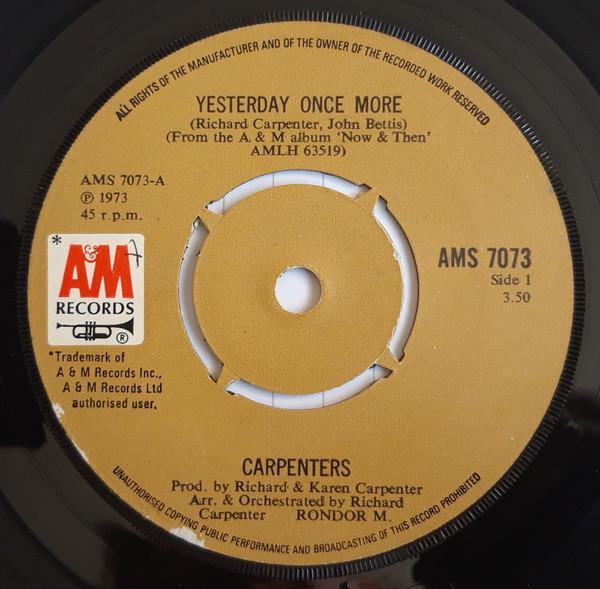 ALL RIGHTS OF THE MANUFACTURER AND OF THE OWNER OF THE RECORDED WORK RESERVED
YESTERDAY ONCE MORE
(Richard Carpenter, John Bettis)
(From the A & M album 'Now & Then'
AMLH 63519)
AMS 7073-A
Ⓟ 1973
45 r.p.m.
AMS 7073
Side 1
3.50
* A&M 7
RECORDS
®
*Trademark of
A & M Records Inc.,
A & M Records Ltd
authorised user.
CARPENTERS
Prod. by Richard & Karen Carpenter
Arr. & Orchestrated by Richard
Carpenter RONDOR M.
UNAUTHORISED COPYING PUBLIC PERFORMANCE AND BROADCASTING OF THIS RECORD PROHIBITED